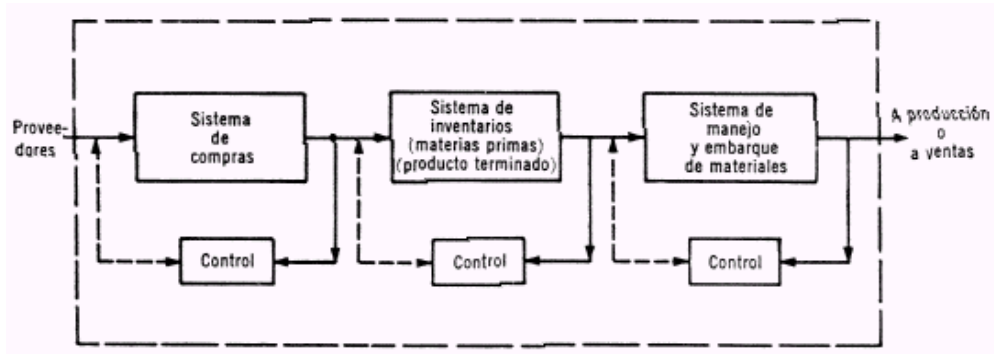 Provee-
dores
Sistema
de
compras
Sistema de
inventarios
(materias primas)
(producto terminado)
Sistema de
manejo
y embarque
de materiales
A producción
o
a ventas
Control
Control
Control